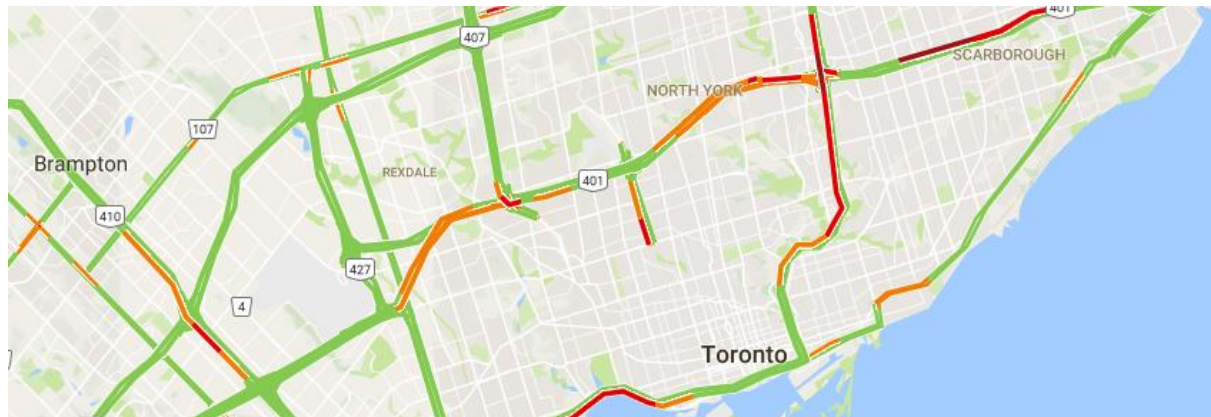 401
407
SCARBOROUGH
NORTH YORK
107
Brampton
REXDALE
401
410
427
4
Toronto